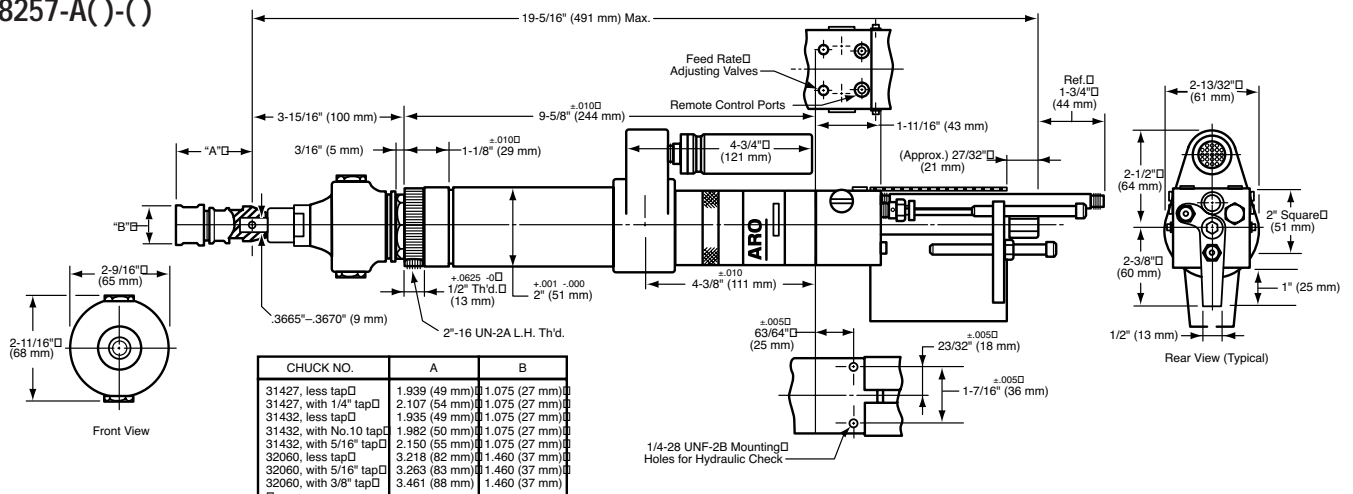 8257-A( )-( )
19-5/16" (491 mm) Max.
Feed Rate
Adjusting Valves
Remote Control Ports
Ref.
1-3/4"
(44 mm)
2-13/32"
(61 mm)
3-15/16" (100 mm)
±.010
9-5/8" (244 mm)
1-11/16" (43 mm)
"A"
3/16" (5 mm)
±.010
1-1/8" (29 mm)
4-3/4"
(121 mm)
(Approx.) 27/32"
(21 mm)
2-1/2"
(64 mm)
"B"
ARO
2" Square
(51 mm)
2-9/16"
(65 mm)
+.0625 -0
1/2" Th'd.
(13 mm)
+.001 -.000
2" (51 mm)
±.010
4-3/8" (111 mm)
2-3/8"
(60 mm)
1" (25 mm)
.3665"–.3670" (9 mm)
2"-16 UN-2A L.H. Th'd.
±.005
63/64"
(25 mm)
±.005
23/32" (18 mm)
1/2" (13 mm)
2-11/16"
(68 mm)
Rear View (Typical)
±.005
1-7/16" (36 mm)
Front View
1/4-28 UNF-2B Mounting
Holes for Hydraulic Check
CHUCK NO. A B
31427, less tap 1.939 (49 mm) 1.075 (27 mm)
31427, with 1/4" tap 2.107 (54 mm) 1.075 (27 mm)
31432, less tap 1.935 (49 mm) 1.075 (27 mm)
31432, with No.10 tap 1.982 (50 mm) 1.075 (27 mm)
31432, with 5/16" tap 2.150 (55 mm) 1.075 (27 mm)
32060, less tap 3.218 (82 mm) 1.460 (37 mm)
32060, with 5/16" tap 3.263 (83 mm) 1.460 (37 mm)
32060, with 3/8" tap 3.461 (88 mm) 1.460 (37 mm)